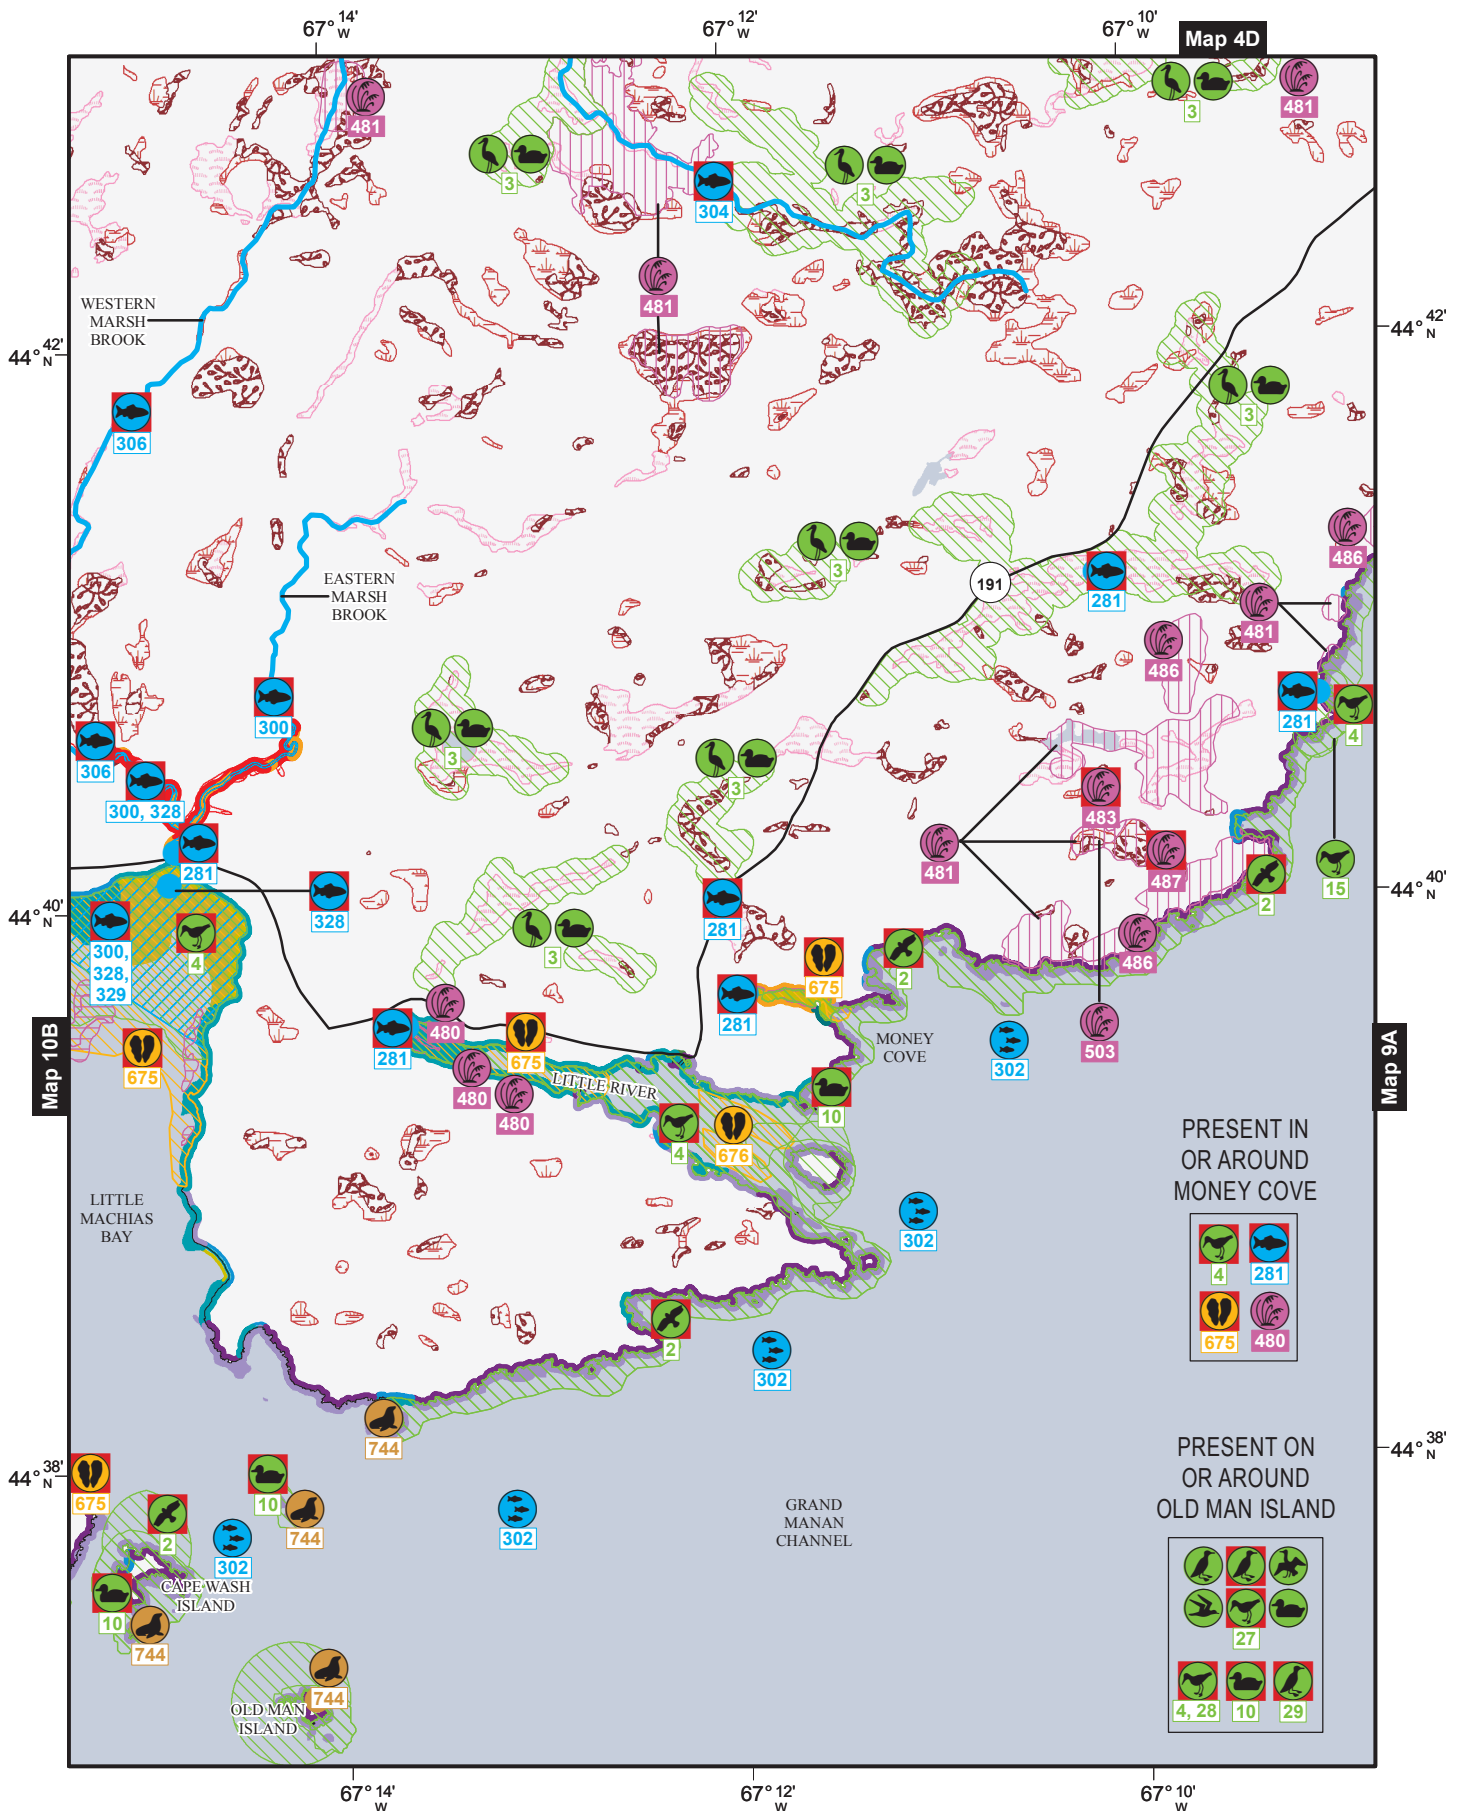 67° 14' W
67° 12' W
67° 10' W
Map 4D
481
481
3
3
3
304
WESTERN
MARSH
BROOK
481
44° 42' N
44° 42' N
3
306
486
3
191
281
EASTERN
MARSH
BROOK
481
486
300
281
4
306
3
3
300, 328
483
281
481
487
15
328
281
2
44° 40' N
44° 40' N
300,
328,
329
4
3
486
2
675
281
480
281
675
503
MONEY
COVE
302
Map 10B
Map 9A
675
480
480
LITTLE RIVER
10
4
676
PRESENT IN
OR AROUND
MONEY COVE
LITTLE
MACHIAS
BAY
302
4
281
675
480
2
302
744
PRESENT ON
OR AROUND
OLD MAN ISLAND
44° 38' N
44° 38' N
675
10
744
302
GRAND
MANAN
CHANNEL
2
302
CAPE WASH
ISLAND
10
744
27
744
4, 28
10
29
OLD MAN
ISLAND
67° 14' W
67° 12' W
67° 10' W